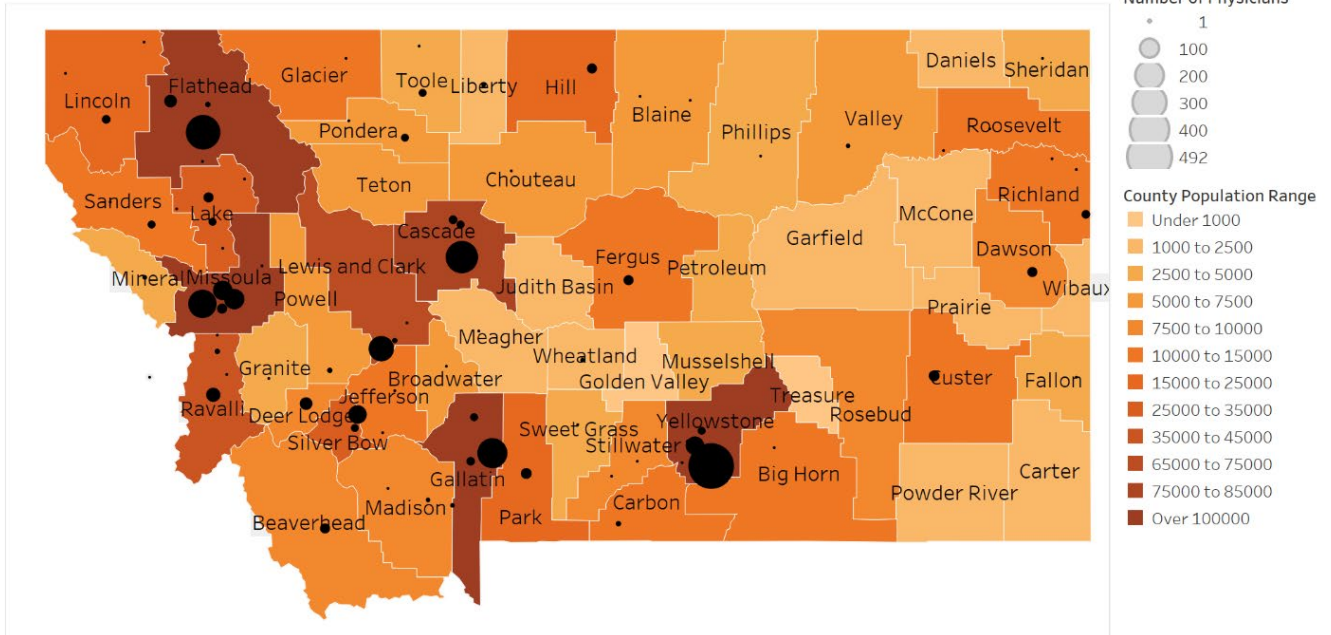 Number of Physicians
1
100
200
300
400
492
County Population Range
Under 1000
1000 to 2500
2500 to 5000
5000 to 7500
7500 to 10000
10000 to 15000
15000 to 25000
25000 to 35000
35000 to 45000
65000 to 75000
75000 to 85000
Over 100000
Daniels
Sheridan
Glacier
Toole
Liberty
Hill
Flathead
Lincoln
Blaine
Phillips
Valley
Roosevelt
Pondera
Teton
Chouteau
Richland
Sanders
Lake
McCone
Cascade
Garfield
Dawson
Fergus
Petroleum
Mineral
Missoula
Lewis and Clark
Judith Basin
Wibaux
Powell
Prairie
Meagher
Wheatland
Musselshell
Granite
Broadwater
Golden Valley
Custer
Fallon
Jefferson
Treasure
Ravalli
Deer Lodge
Rosebud
Yellowstone
Sweet Grass
Silver Bow
Stillwater
Gallatin
Big Horn
Carter
Powder River
Madison
Carbon
Park
Beaverhead